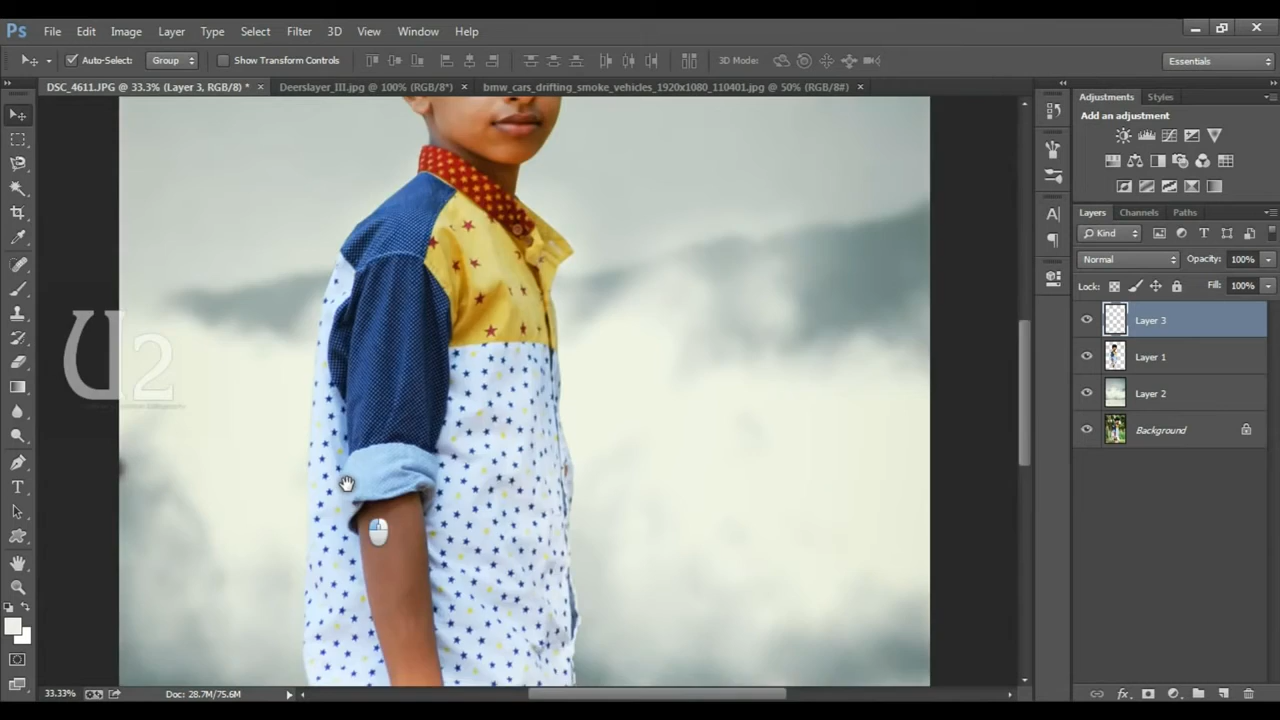 Ps File Edit Image Layer Type Select Filter 3D View Window Help
Auto-Select: Group Show Transform Controls 3D Mode: Essentials
DSC_4611.JPG @ 33.3% (Layer 3, RGB/8) * × Deerslayer_III.jpg @ 100% (RGB/8*) × bmw_cars_drifting_smoke_vehicles_1920x1080_110401.jpg @ 50% (RGB/8#) ×
Adjustments Styles
Add an adjustment
Layers Channels Paths
Kind
Normal Opacity: 100%
Lock: Fill: 100%
Layer 3
Layer 1
Layer 2
Background
33.33% Doc: 28.7M/75.6M